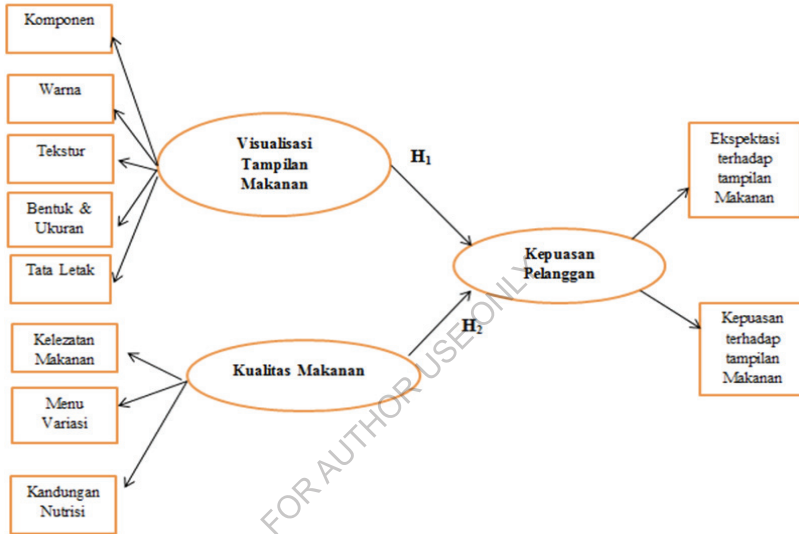 Komponen
Warna
Tekstur
Bentuk &
Ukuran
Tata Letak
Visualisasi
Tampilan
Makanan
H1
Kelezatan
Makanan
Menu
Variasi
Kandungan
Nutrisi
Kualitas Makanan
H2
Kepuasan
Pelanggan
Ekspektasi
terhadap
tampilan
Makanan
Kepuasan
terhadap
tampilan
Makanan
FOR AUTHOR USE ONLY